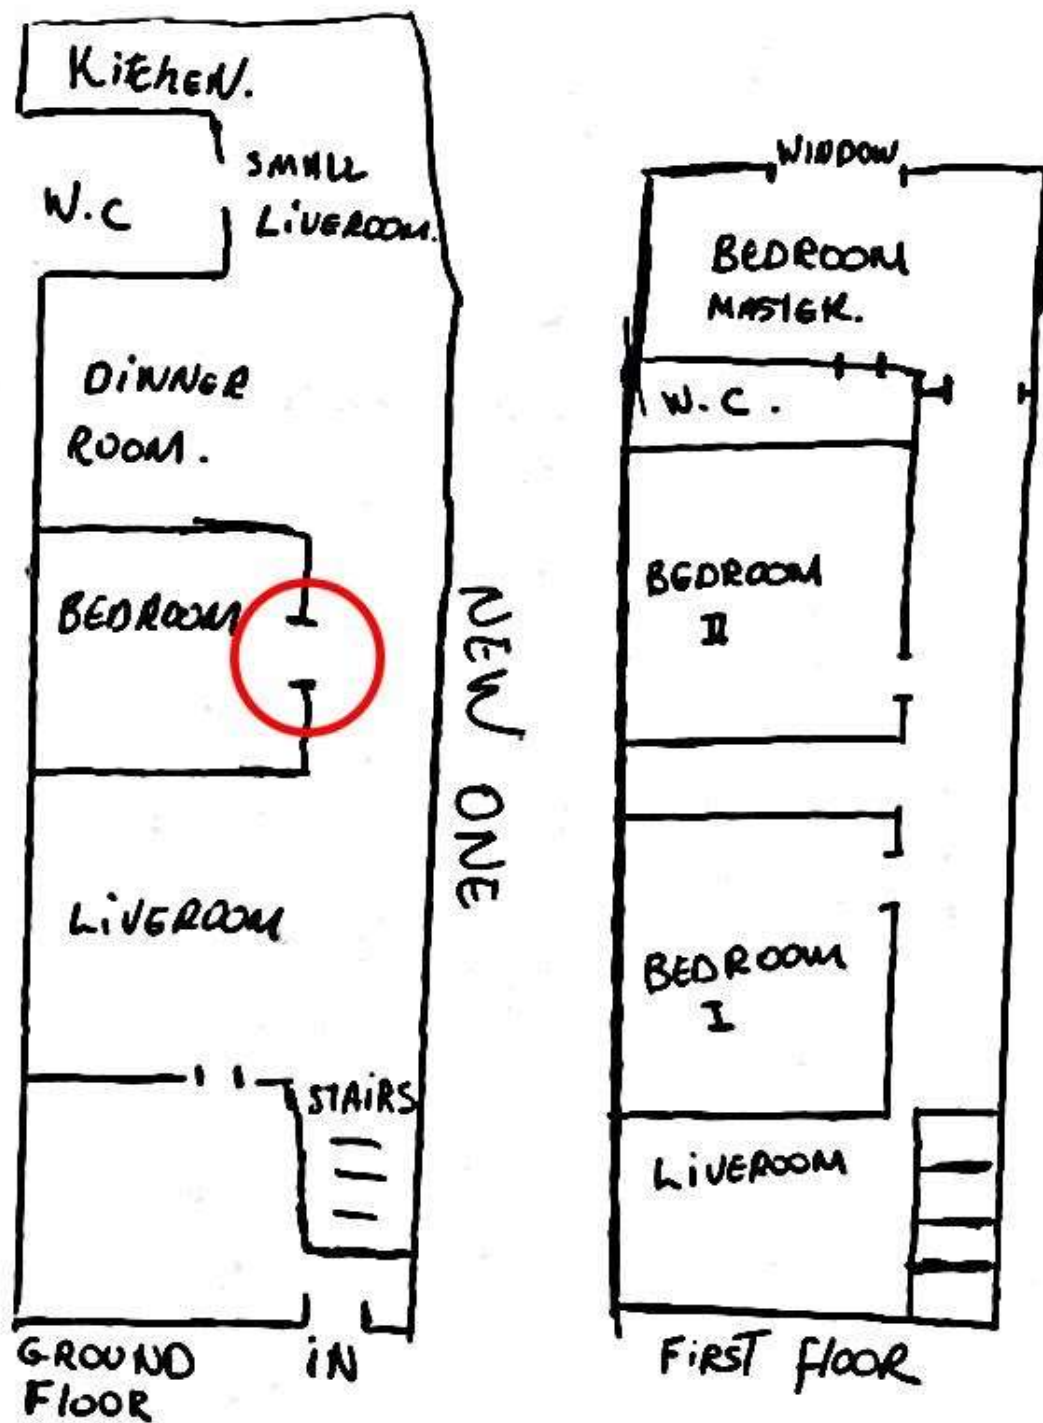 KitcheN.
SMALL
LiVEROOM.
W.C
DiNNER
ROOM.
BEDROOM
LiVEROOM
STAiRS
GROUND
FlOOR
iN
NEW ONE
WINDOW
BEDROOM
MASTER.
W.C.
BEDROOM
II
BEDROOM
I
LiVEROOM
FiRST flOOR